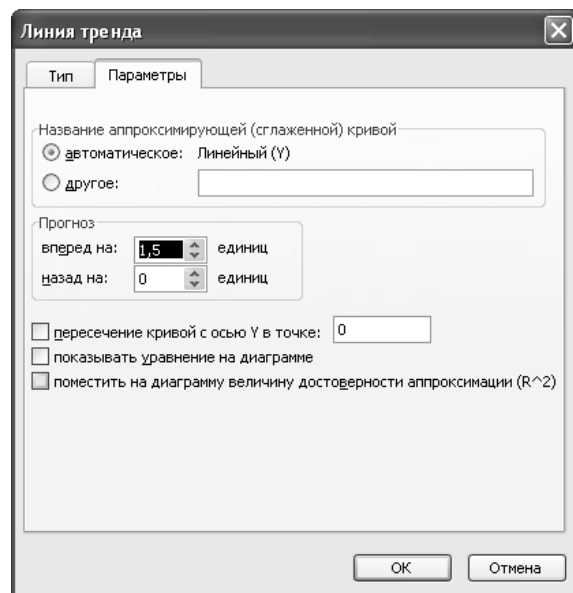 Линия тренда
Тип Параметры
Название аппроксимирующей (сглаженной) кривой
автоматическое: Линейный (Y)
другое:
Прогноз
вперед на: 1,5 единиц
назад на: 0 единиц
пересечение кривой с осью Y в точке: 0
показывать уравнение на диаграмме
поместить на диаграмму величину достоверности аппроксимации (R^2)
ОК Отмена